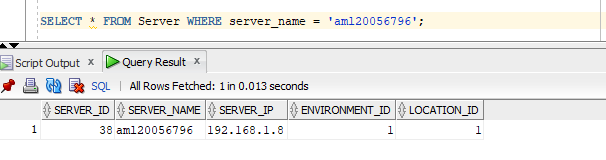 SELECT * FROM Server WHERE server_name = 'aml20056796';
Script Output x Query Result x
SQL | All Rows Fetched: 1 in 0.013 seconds
SERVER_ID SERVER_NAME SERVER_IP ENVIRONMENT_ID LOCATION_ID
1 38 aml20056796 192.168.1.8 1 1